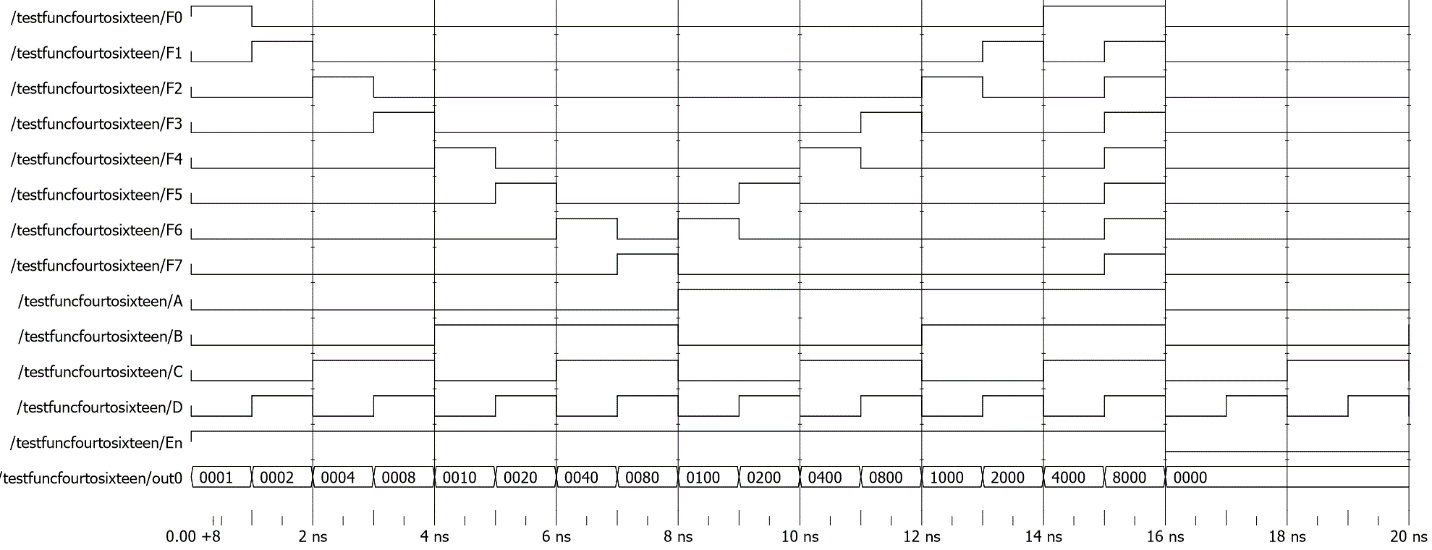 /testfuncfourtosixteen/F0
/testfuncfourtosixteen/F1
/testfuncfourtosixteen/F2
/testfuncfourtosixteen/F3
/testfuncfourtosixteen/F4
/testfuncfourtosixteen/F5
/testfuncfourtosixteen/F6
/testfuncfourtosixteen/F7
/testfuncfourtosixteen/A
/testfuncfourtosixteen/B
/testfuncfourtosixteen/C
/testfuncfourtosixteen/D
/testfuncfourtosixteen/En
/testfuncfourtosixteen/out0 0001 0002 0004 0008 0010 0020 0040 0080 0100 0200 0400 0800 1000 2000 4000 8000 0000
0.00 +8 2 ns 4 ns 6 ns 8 ns 10 ns 12 ns 14 ns 16 ns 18 ns 20 ns